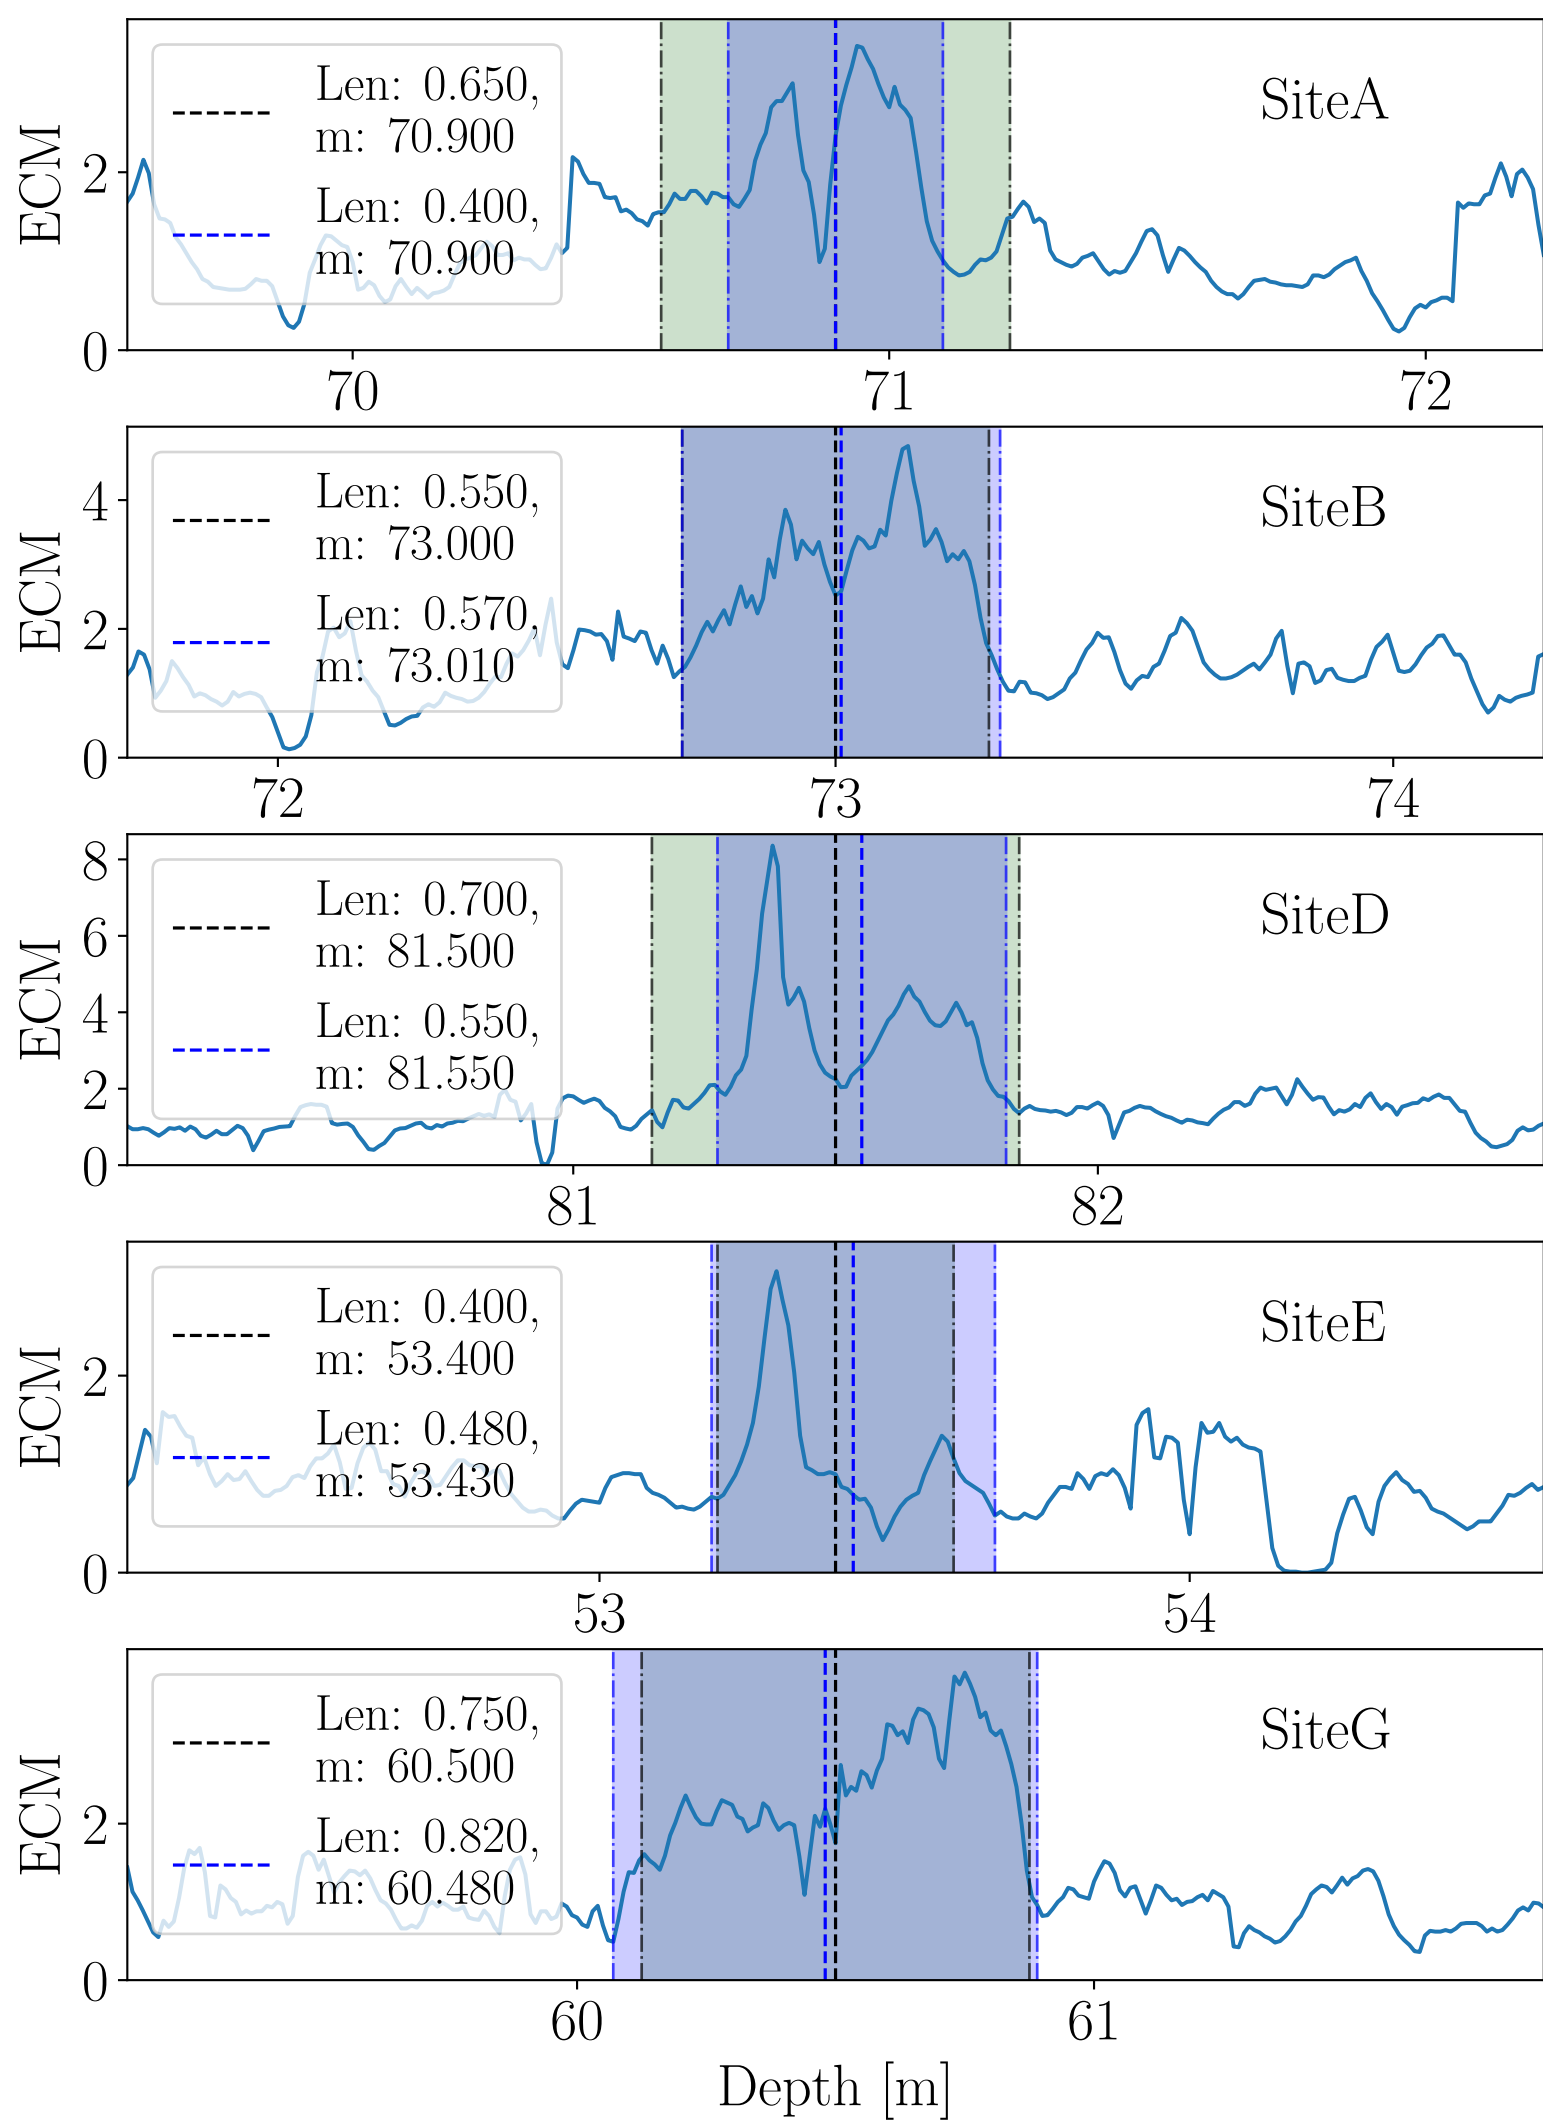 Len: 0.650,
m: 70.900
Len: 0.400,
m: 70.900
SiteA
ECM
2
0
70 71 72
Len: 0.550,
m: 73.000
Len: 0.570,
m: 73.010
SiteB
ECM
4
2
0
72 73 74
Len: 0.700,
m: 81.500
Len: 0.550,
m: 81.550
SiteD
ECM
8
6
4
2
0
81 82
Len: 0.400,
m: 53.400
Len: 0.480,
m: 53.430
SiteE
ECM
2
0
53 54
Len: 0.750,
m: 60.500
Len: 0.820,
m: 60.480
SiteG
ECM
2
0
60 61
Depth [m]